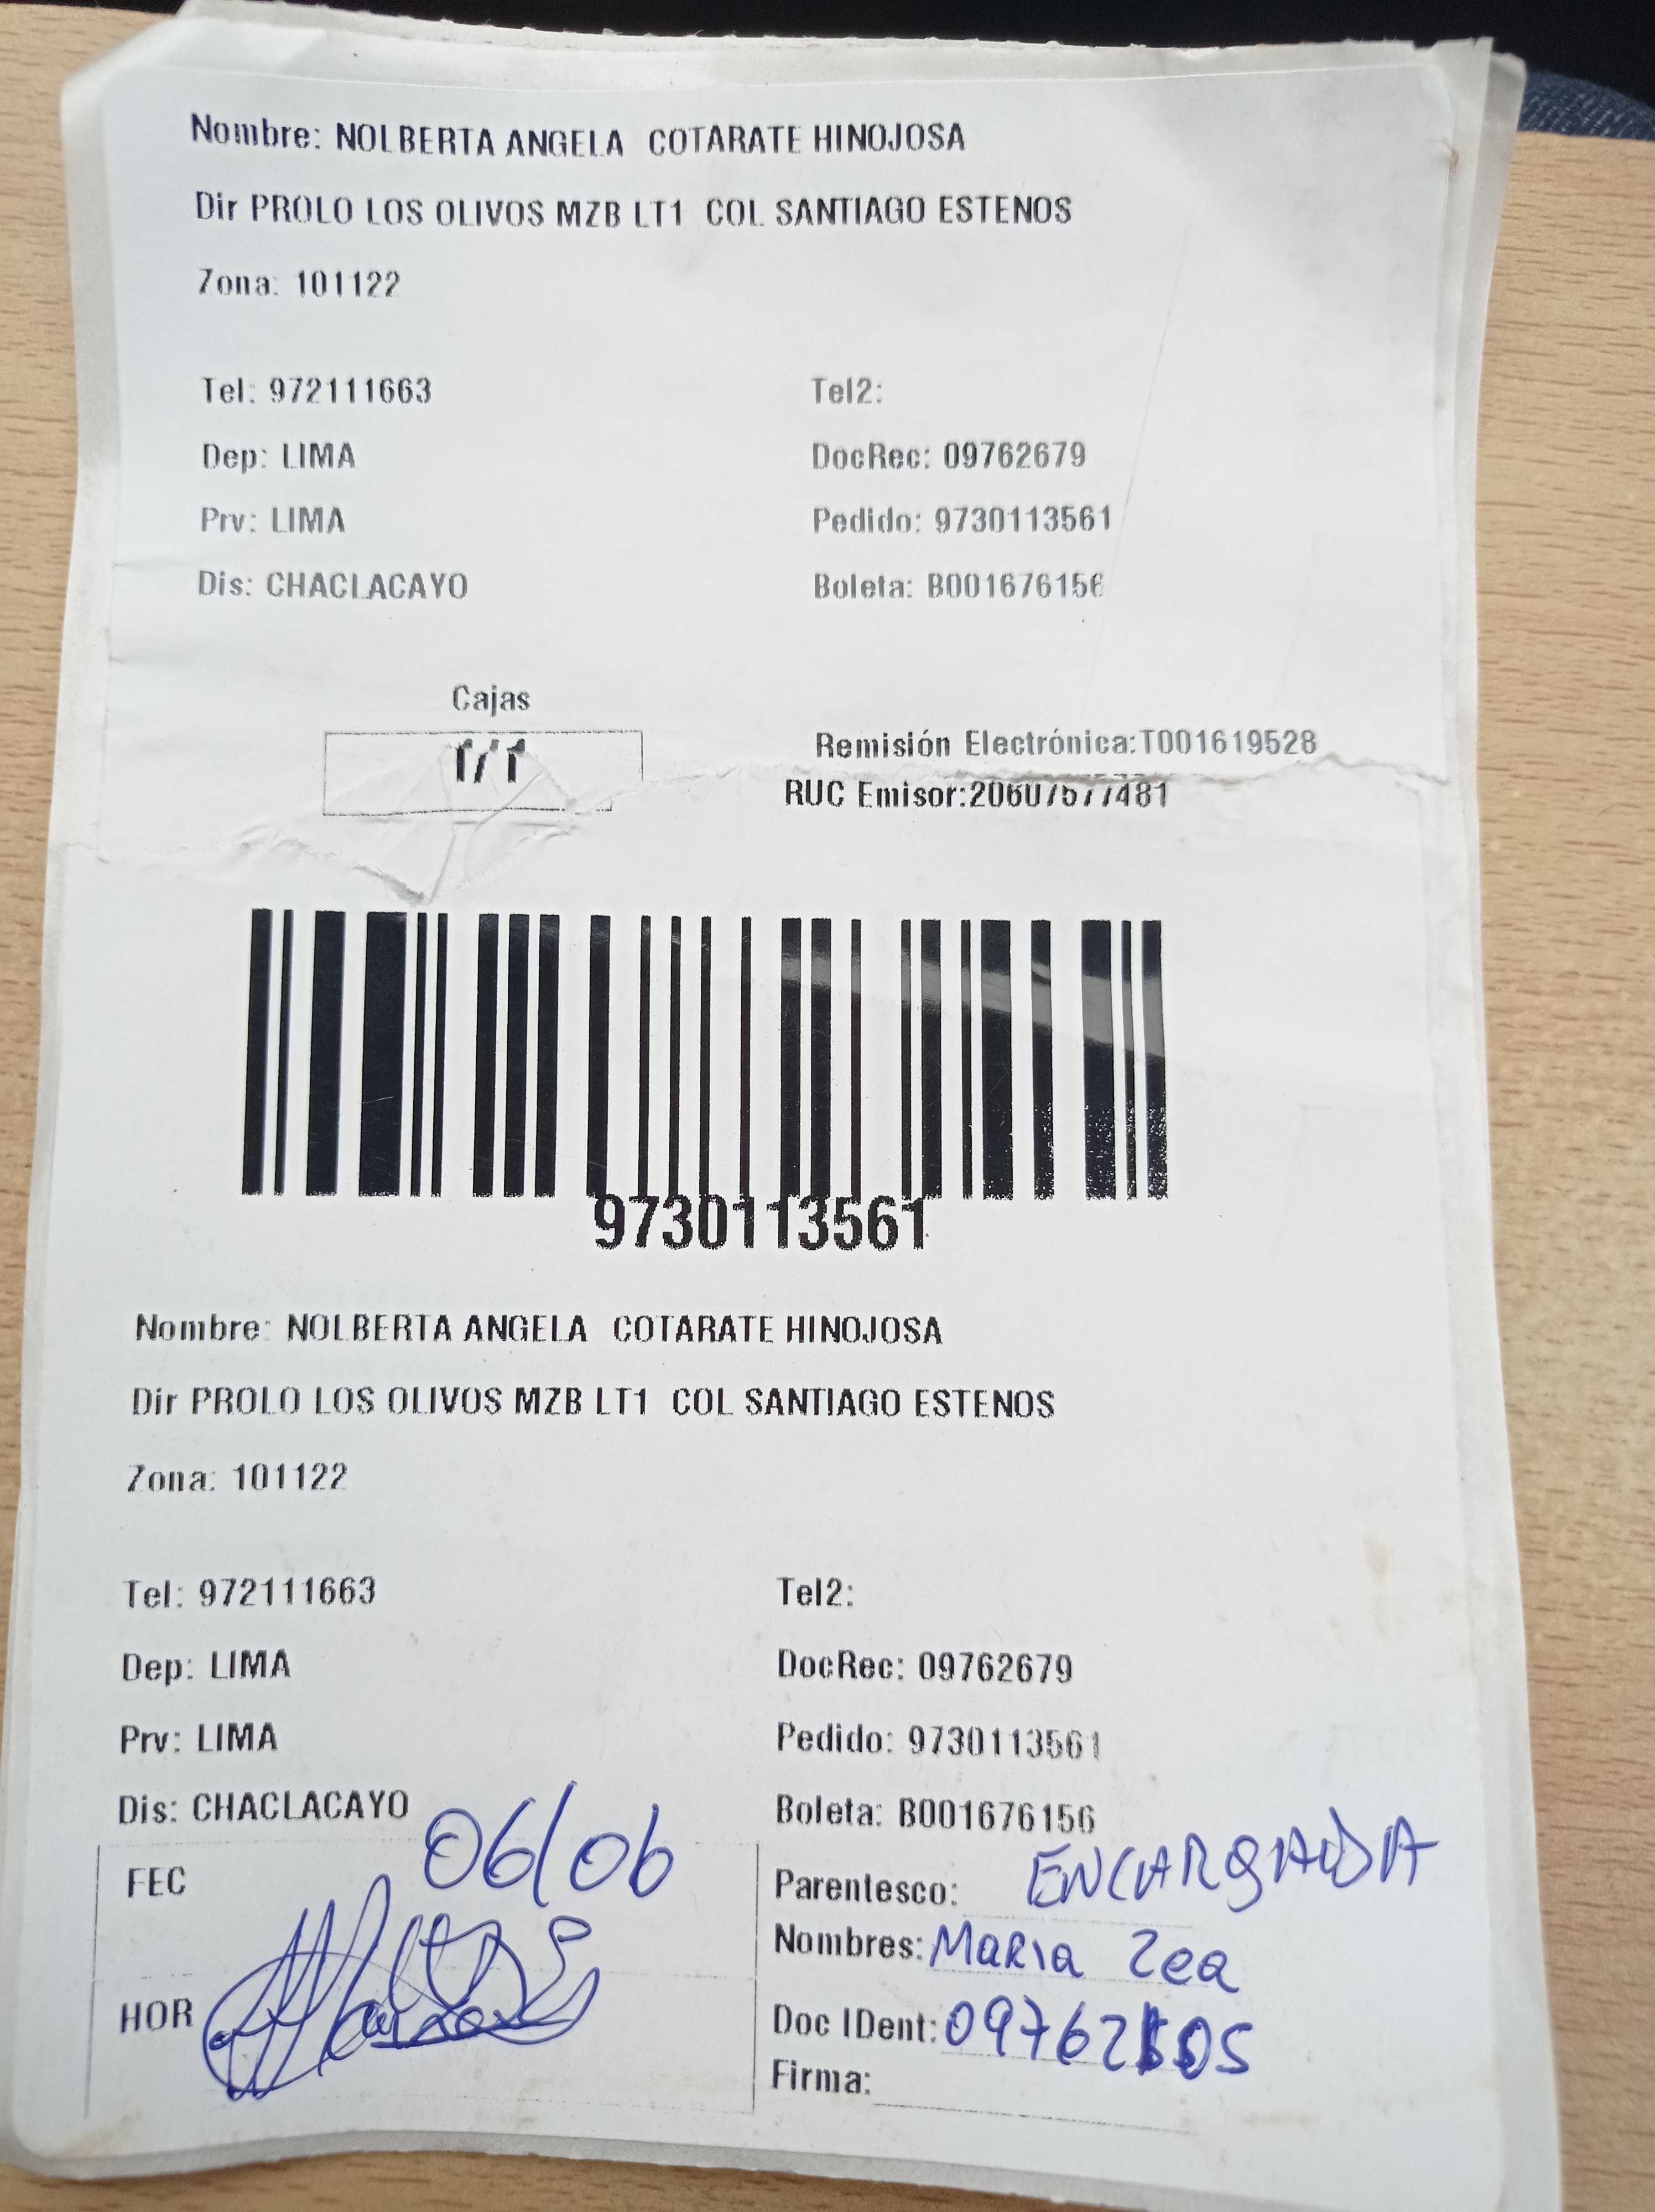 Nombre: NOLBERTA ANGELA COTARATE HINOJOSA
Dir PROLO LOS OLIVOS MZB LT1 COL SANTIAGO ESTENOS
Zona: 101122
Tel: 972111663 Tel2:
Dep: LIMA DocRec: 09762679
Prv: LIMA Pedido: 9730113561
Dis: CHACLACAYO Boleta: B001676156
Cajas
1/1
Remisión Electrónica:T001619528
RUC Emisor:20607577481
9730113561
Nombre: NOLBERTA ANGELA COTARATE HINOJOSA
Dir PROLO LOS OLIVOS MZB LT1 COL SANTIAGO ESTENOS
Zona: 101122
Tel: 972111663 Tel2:
Dep: LIMA DocRec: 09762679
Prv: LIMA Pedido: 9730113561
Dis: CHACLACAYO Boleta: B001676156
FEC 06/06
Parentesco: ENCARGADA
Nombres: MARIA Zea
HOR
Doc IDent:
Firma: